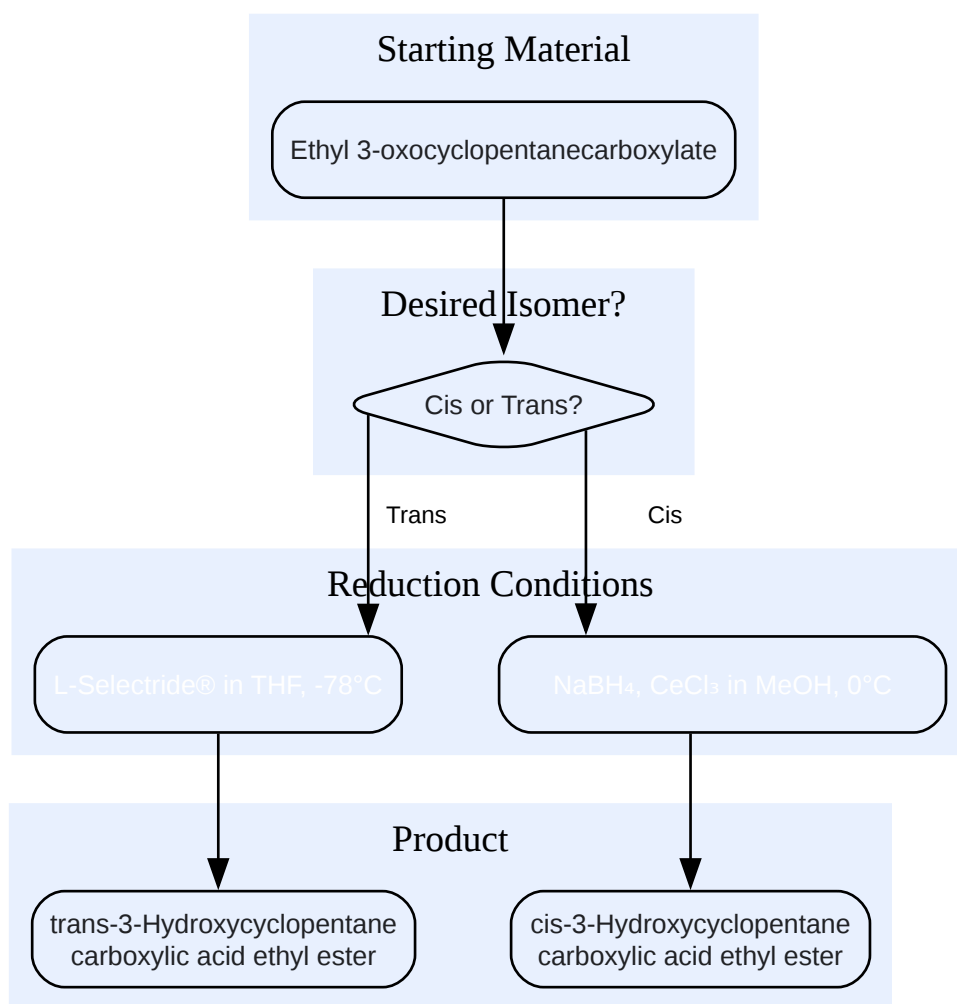 Starting Material
Ethyl 3-oxocyclopentanecarboxylate
Desired Isomer?
Cis or Trans?
Trans
Cis
Reduction Conditions
L-Selectride® in THF, -78°C
NaBH₄, CeCl₃ in MeOH, 0°C
Product
trans-3-Hydroxycyclopentane
carboxylic acid ethyl ester
cis-3-Hydroxycyclopentane
carboxylic acid ethyl ester